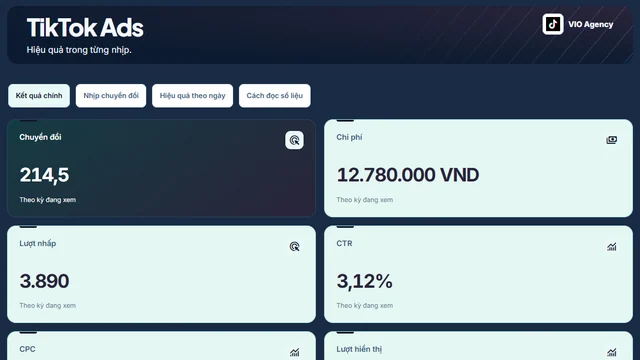 TikTok Ads
Hiệu quả trong từng nhịp.
VIO Agency
Kết quả chính
Nhịp chuyển đổi
Hiệu quả theo ngày
Cách đọc số liệu
Chuyển đổi
214,5
Theo kỳ đang xem
Chi phí
12.780.000 VND
Theo kỳ đang xem
Lượt nhấp
3.890
Theo kỳ đang xem
CTR
3,12%
Theo kỳ đang xem
CPC
Lượt hiển thị